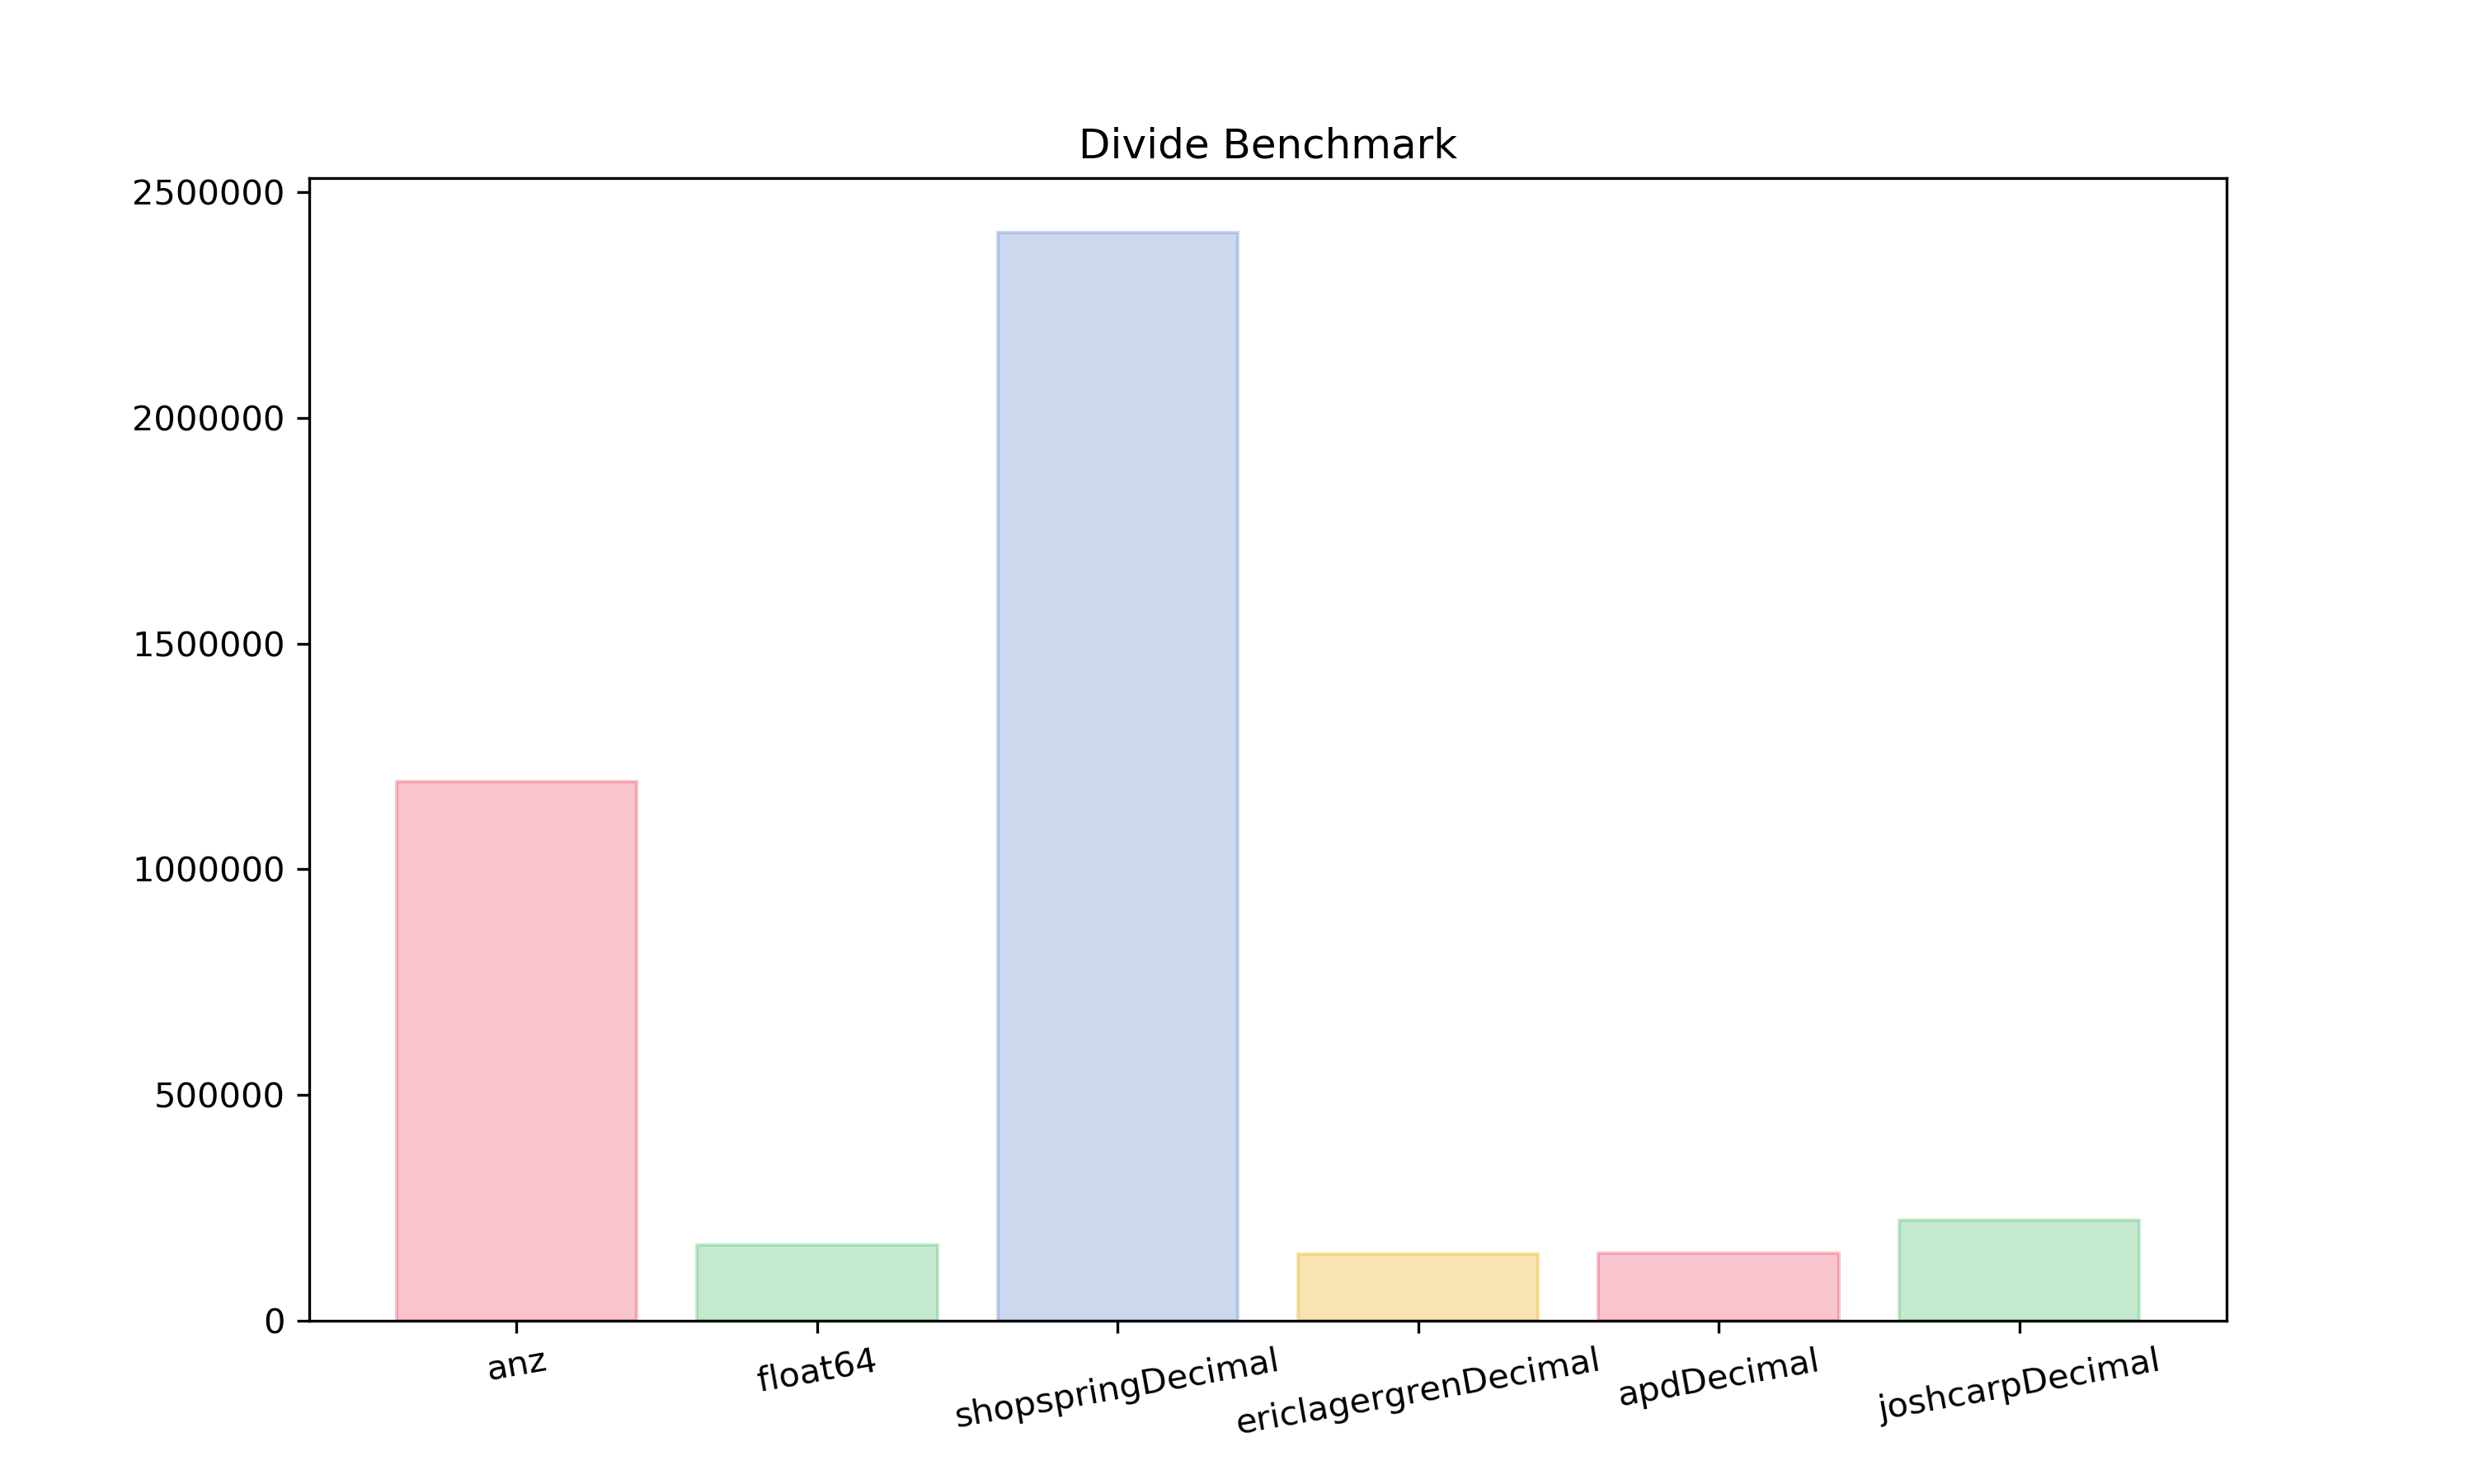 Divide Benchmark
2500000
2000000
1500000
1000000
500000
0
anz
float64
shopspringDecimal
ericlagergrenDecimal
apdDecimal
joshcarpDecimal